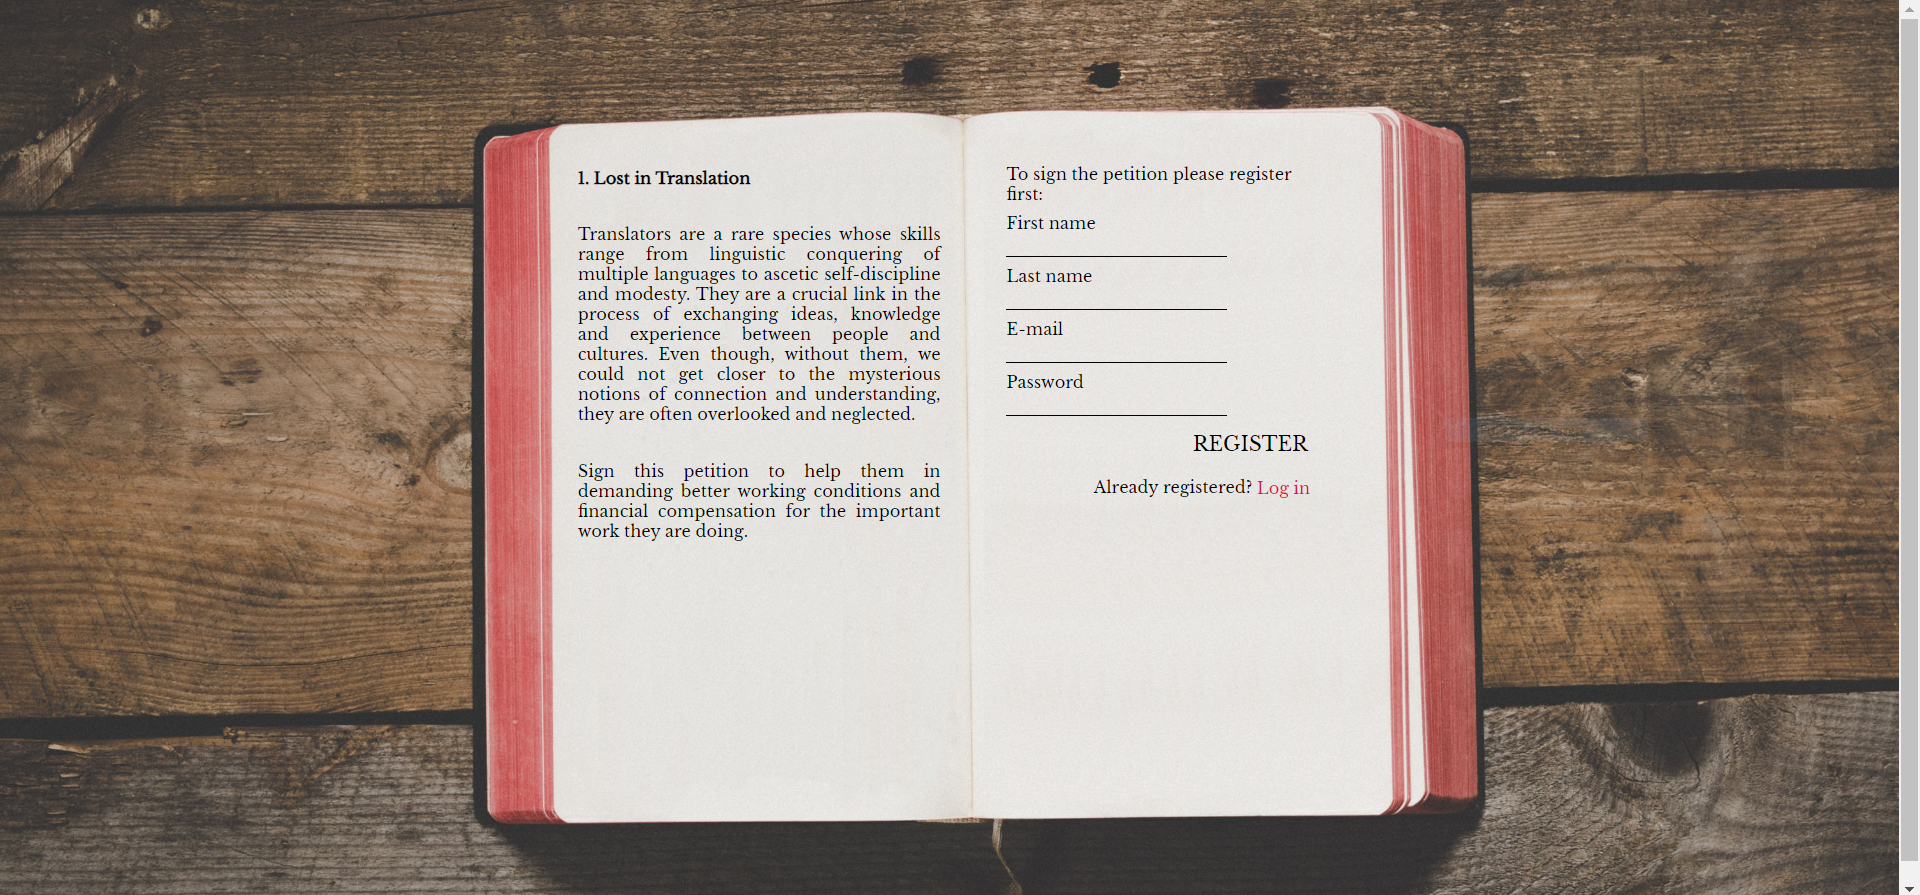 1. Lost in Translation
Translators are a rare species whose skills
range from linguistic conquering of
multiple languages to ascetic self-discipline
and modesty. They are a crucial link in the
process of exchanging ideas, knowledge
and experience between people and
cultures. Even though, without them, we
could not get closer to the mysterious
notions of connection and understanding,
they are often overlooked and neglected.
Sign this petition to help them in
demanding better working conditions and
financial compensation for the important
work they are doing.
To sign the petition please register
first:
First name
Last name
E-mail
Password
REGISTER
Already registered? Log in